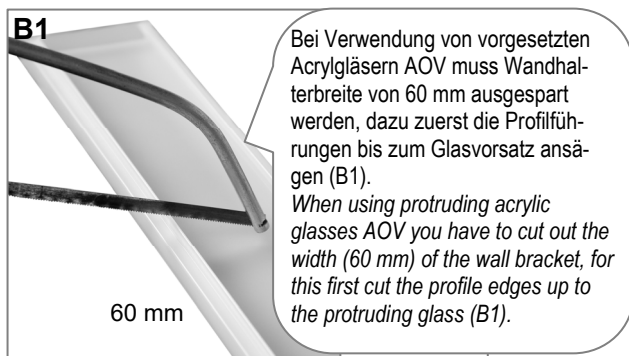 B1
Bei Verwendung von vorgesetzten
Acrylgläsern AOV muss Wandhal-
terbreite von 60 mm ausgespart
werden, dazu zuerst die Profilfüh-
rungen bis zum Glasvorsatz ansä-
gen (B1).
When using protruding acrylic
glasses AOV you have to cut out the
width (60 mm) of the wall bracket, for
this first cut the profile edges up to
the protruding glass (B1).
60 mm